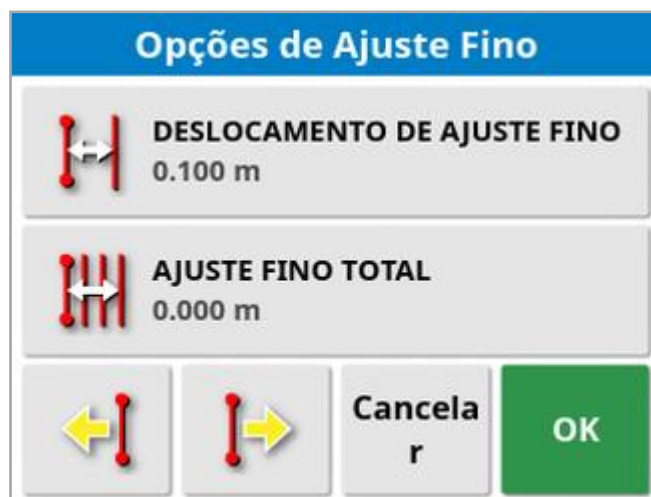 Opções de Ajuste Fino
DESLOCAMENTO DE AJUSTE FINO
0.100 m
AJUSTE FINO TOTAL
0.000 m
Cancela
r
OK